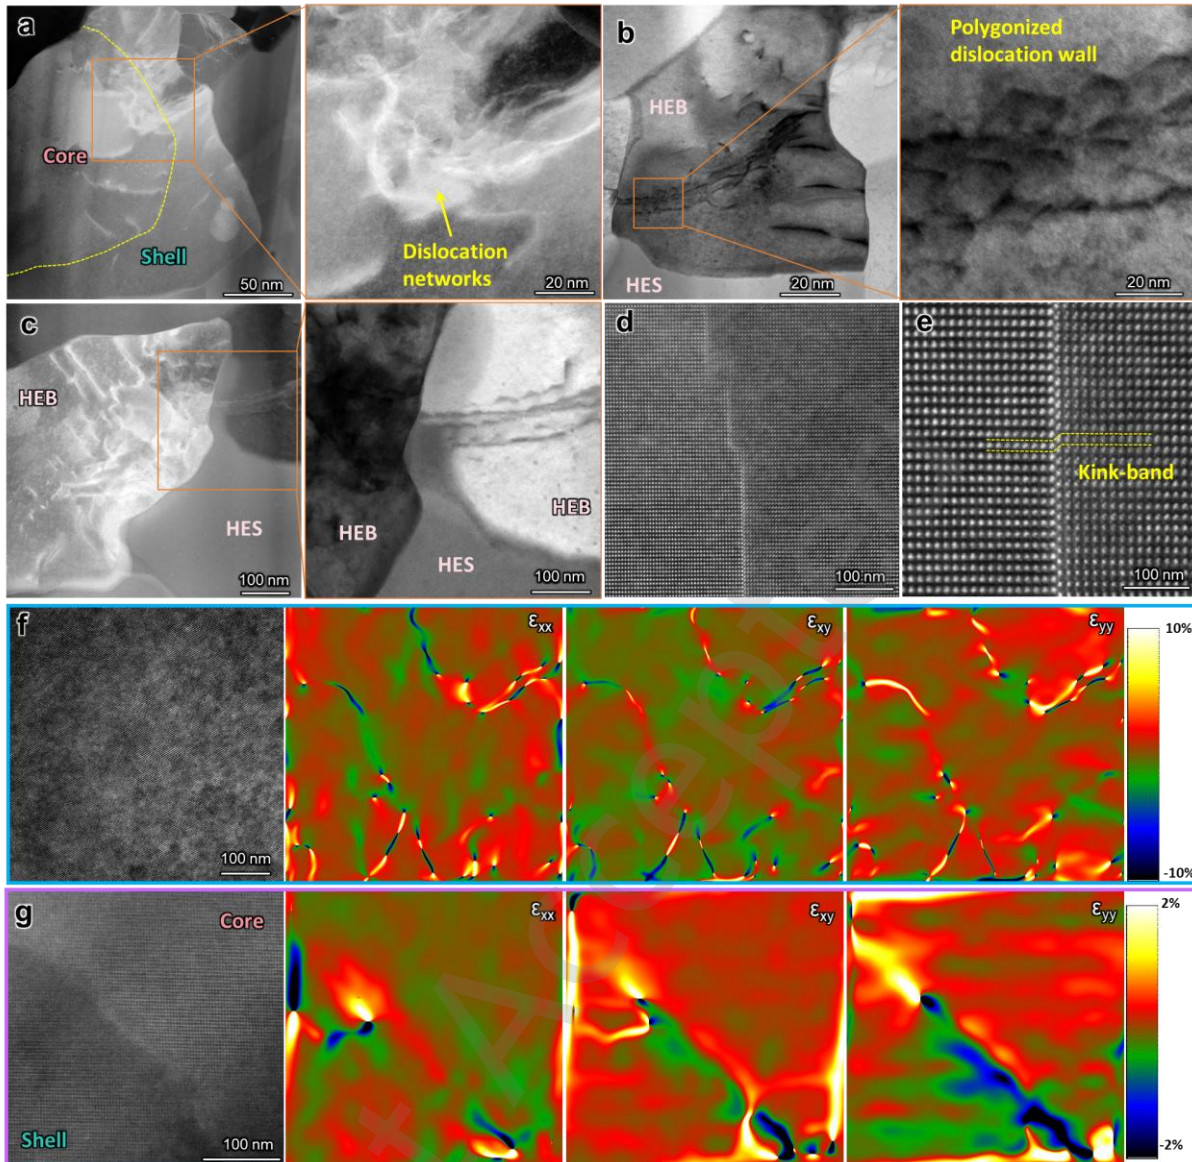 a
Core
Shell
50 nm
Dislocation
networks
20 nm
b
HEB
HES
20 nm
Polygonized
dislocation wall
20 nm
c
HEB
HES
100 nm
HEB
HES
HEB
100 nm
d
100 nm
e
Kink-band
100 nm
f
100 nm
εxx
εxy
εyy
10%
-10%
g
Core
Shell
100 nm
εxx
εxy
εyy
2%
-2%